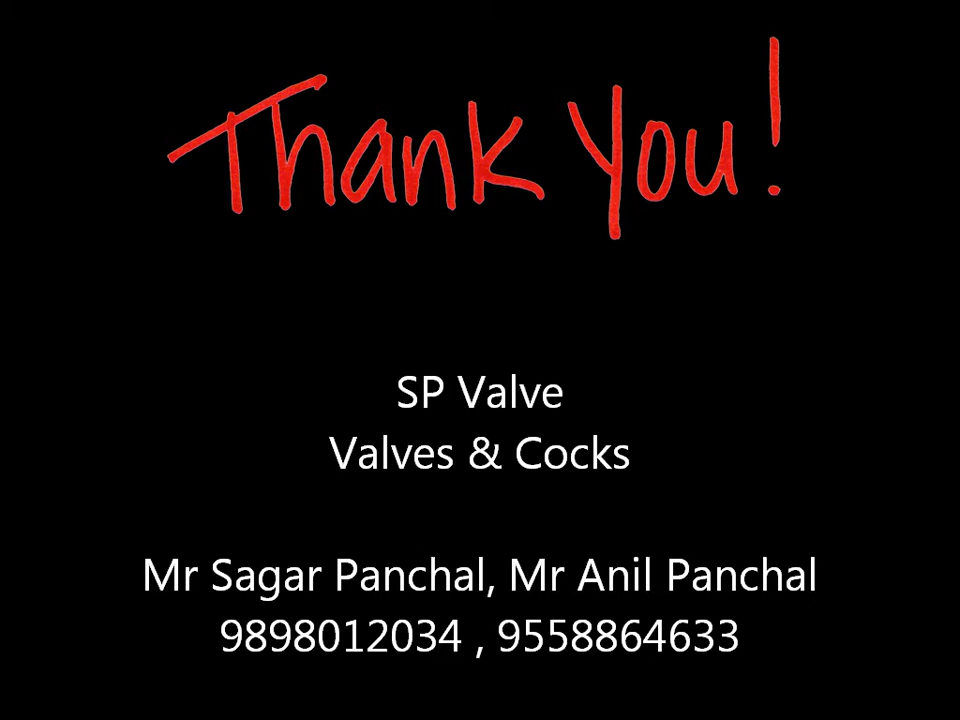 Thank You!
SP Valve
Valves & Cocks
Mr Sagar Panchal, Mr Anil Panchal
9898012034 , 9558864633